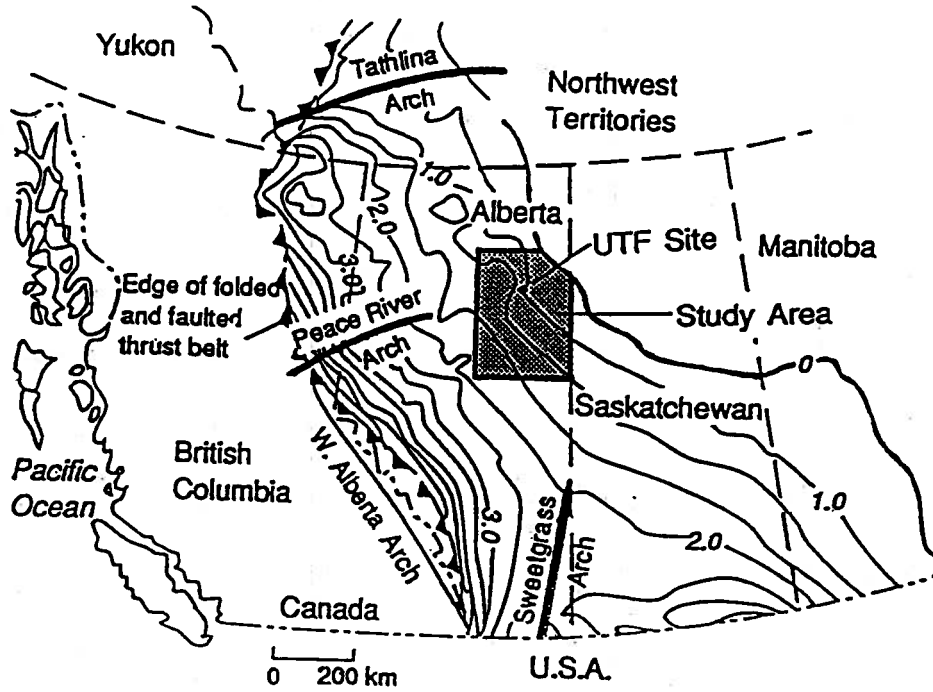 Yukon
Tathlina
Arch
Northwest
Territories
1.0
Alberta
2.0
UTF Site
Manitoba
3.0
Edge of folded
and faulted
thrust belt
Peace River
Arch
Study Area
0
Saskatchewan
British
Columbia
Pacific
Ocean
W. Alberta Arch
3.0
Sweetgrass
Arch
1.0
2.0
Canada
U.S.A.
0 200 km